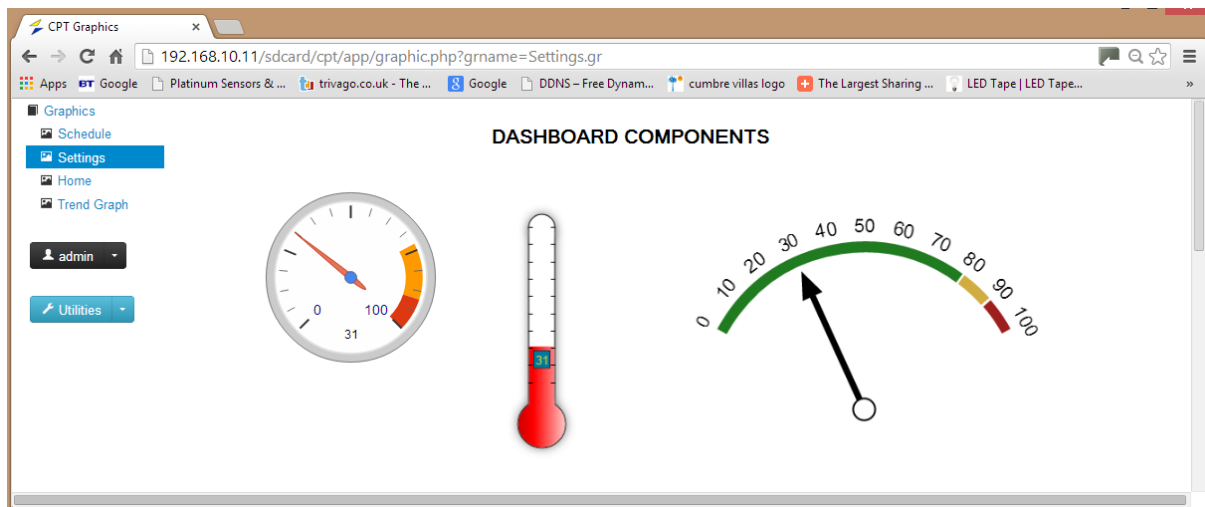 CPT Graphics
192.168.10.11/sdcard/cpt/app/graphic.php?grname=Settings.gr
Apps BT Google Platinum Sensors & ... trivago.co.uk - The ... 8 Google DDNS – Free Dynam... cumbre villas logo The Largest Sharing ... LED Tape | LED Tape... »
Graphics
Schedule
Settings
Home
Trend Graph
admin
Utilities
DASHBOARD COMPONENTS
0 100
31
31
0 10 20 30 40 50 60 70 80 90 100